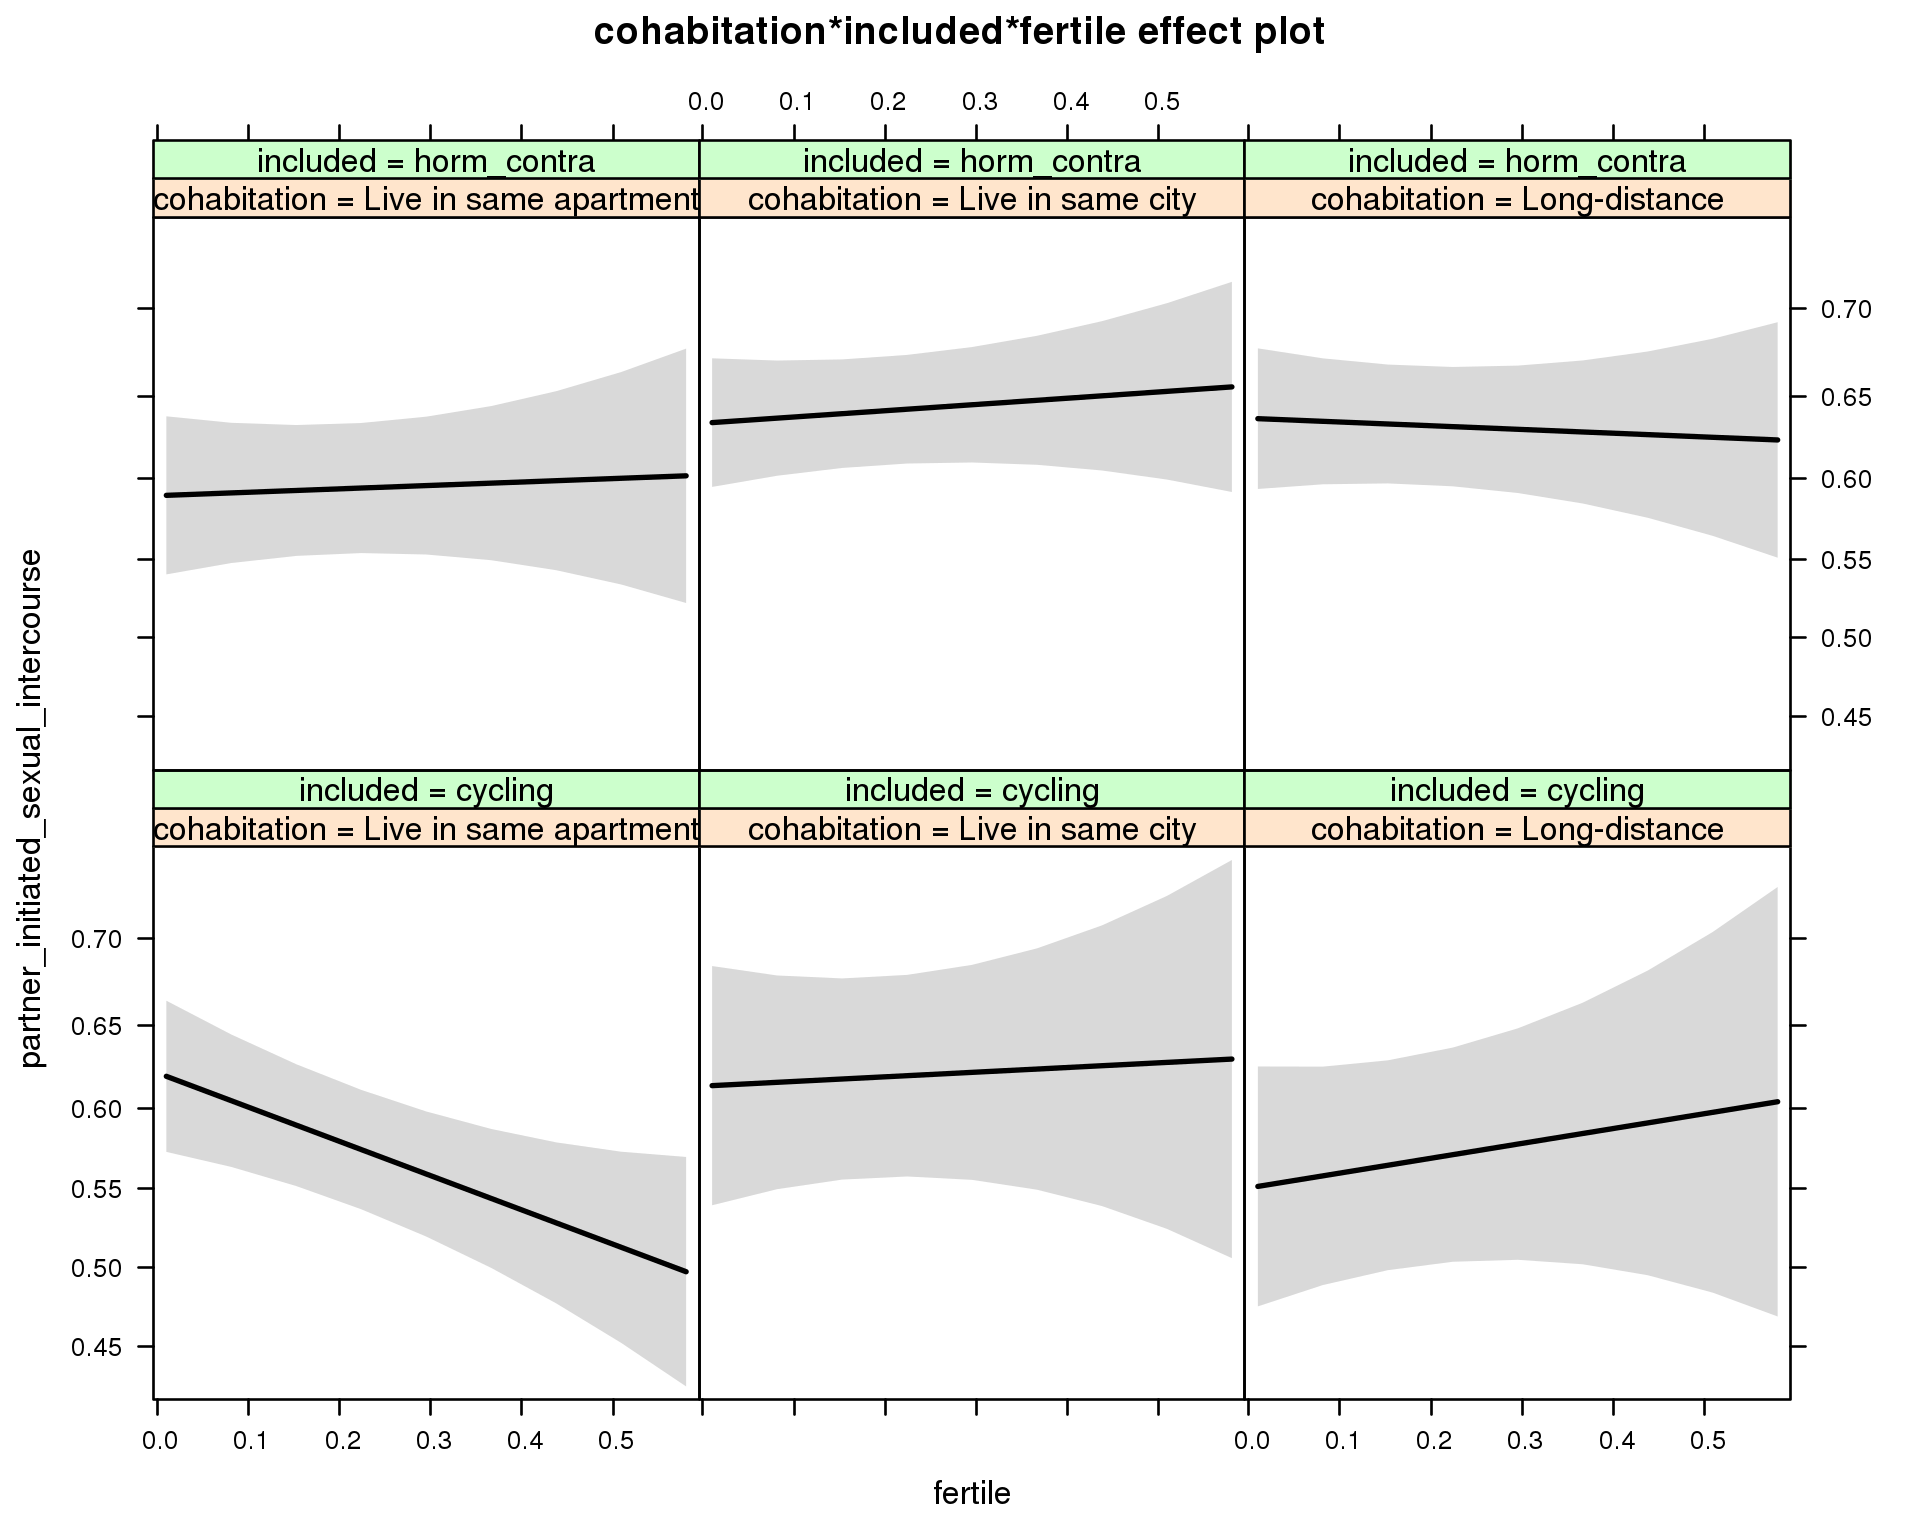 cohabitation*included*fertile effect plot
0.0 0.1 0.2 0.3 0.4 0.5
included = horm_contra included = horm_contra included = horm_contra
cohabitation = Live in same apartment cohabitation = Live in same city cohabitation = Long-distance
0.70
0.65
0.60
0.55
0.50
0.45
partner_initiated_sexual_intercourse
included = cycling included = cycling included = cycling
cohabitation = Live in same apartment cohabitation = Live in same city cohabitation = Long-distance
0.70
0.65
0.60
0.55
0.50
0.45
0.0 0.1 0.2 0.3 0.4 0.5 0.0 0.1 0.2 0.3 0.4 0.5
fertile